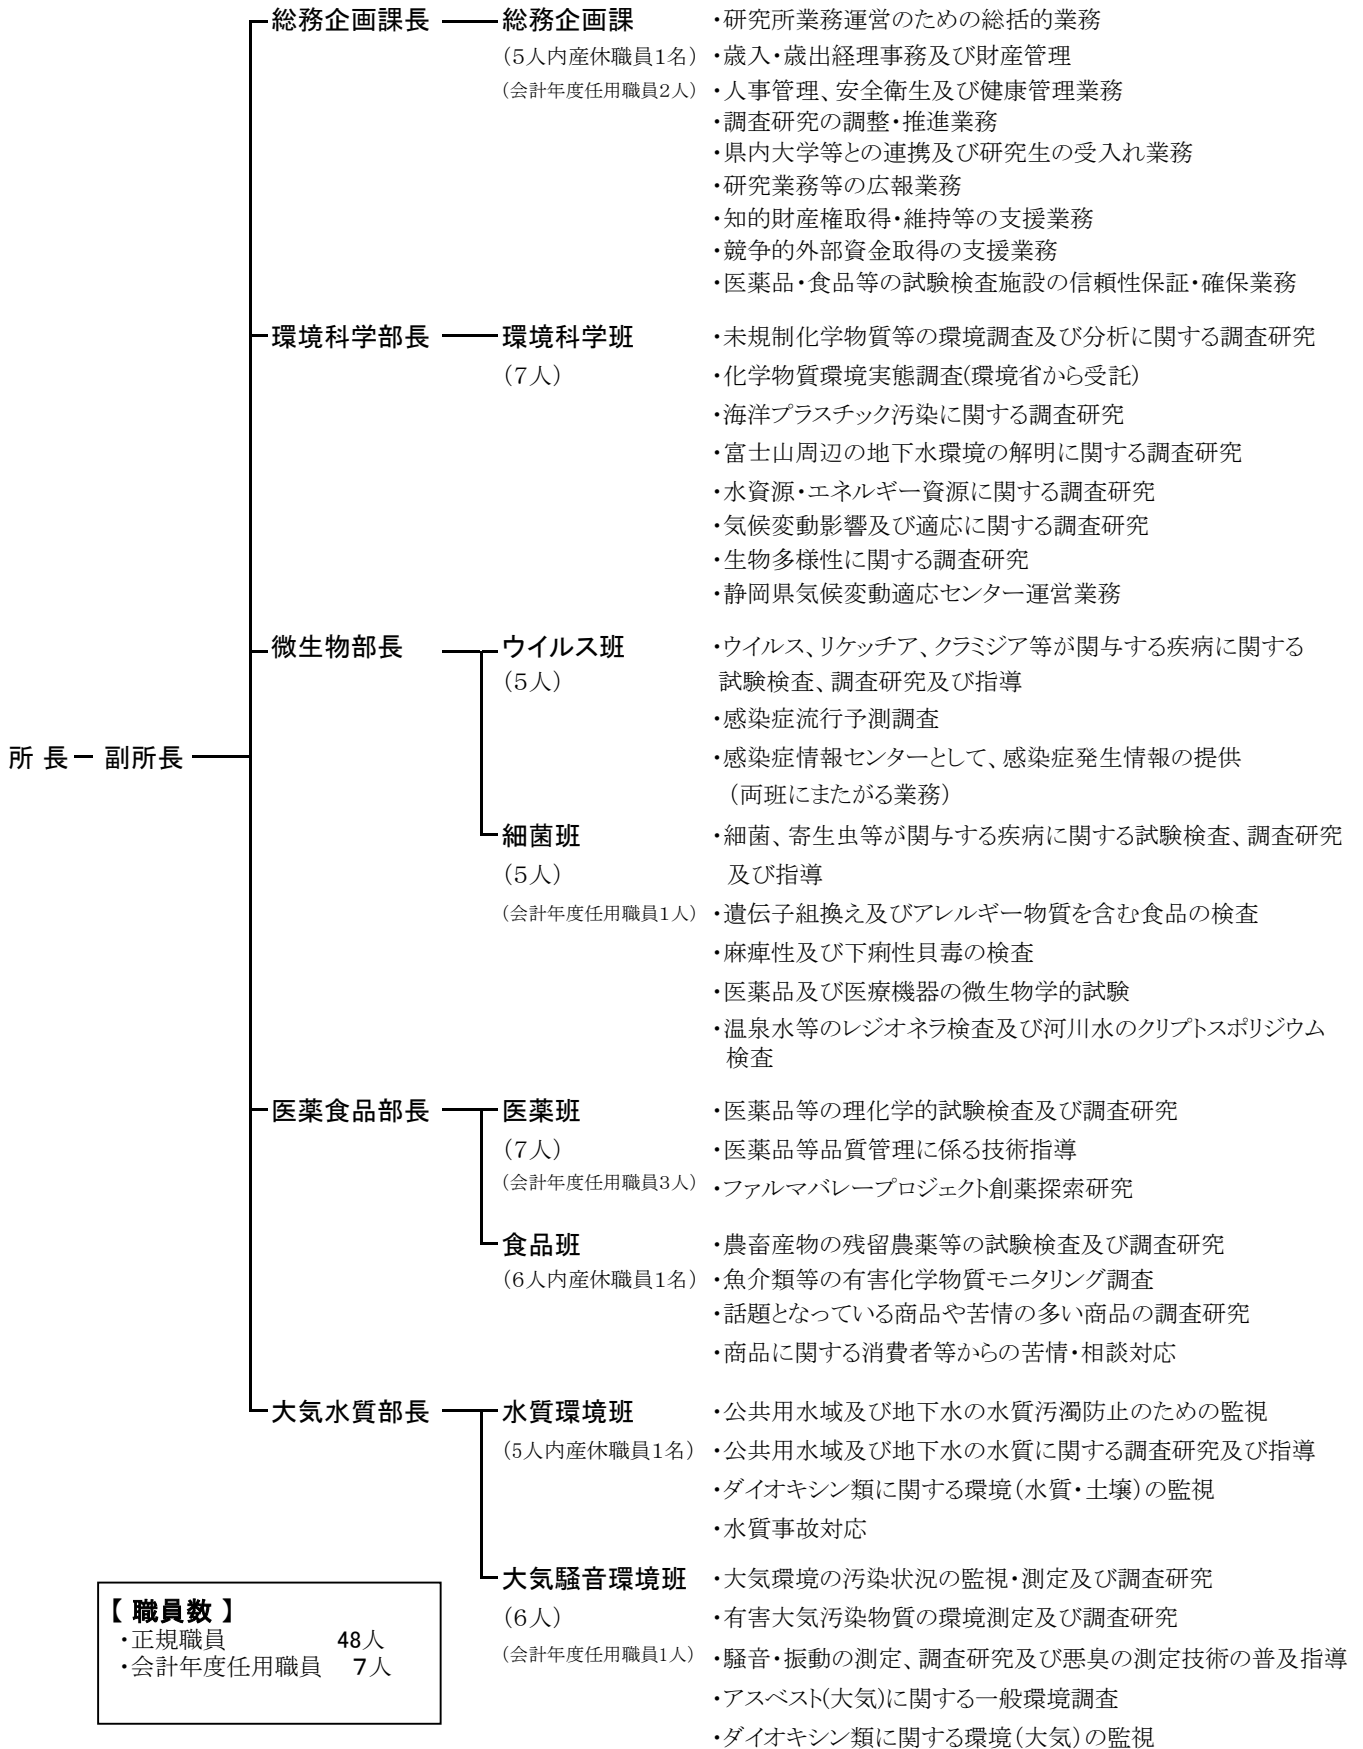 総務企画課長 総務企画課 ・研究所業務運営のための総括的業務
(5人内産休職員1名) ・歳入・歳出経理事務及び財産管理
(会計年度任用職員2人) ・人事管理、安全衛生及び健康管理業務
・調査研究の調整・推進業務
・県内大学等との連携及び研究生の受入れ業務
・研究業務等の広報業務
・知的財産権取得・維持等の支援業務
・競争的外部資金取得の支援業務
・医薬品・食品等の試験検査施設の信頼性保証・確保業務
環境科学部長 環境科学班 ・未規制化学物質等の環境調査及び分析に関する調査研究
(7人) ・化学物質環境実態調査(環境省から受託)
・海洋プラスチック汚染に関する調査研究
・富士山周辺の地下水環境の解明に関する調査研究
・水資源・エネルギー資源に関する調査研究
・気候変動影響及び適応に関する調査研究
・生物多様性に関する調査研究
・静岡県気候変動適応センター運営業務
微生物部長 ウイルス班 ・ウイルス、リケッチア、クラミジア等が関与する疾病に関する
(5人) 試験検査、調査研究及び指導
・感染症流行予測調査
所 長 副所長 ・感染症情報センターとして、感染症発生情報の提供
(両班にまたがる業務)
細菌班 ・細菌、寄生虫等が関与する疾病に関する試験検査、調査研究
(5人) 及び指導
(会計年度任用職員1人) ・遺伝子組換え及びアレルギー物質を含む食品の検査
・麻痺性及び下痢性貝毒の検査
・医薬品及び医療機器の微生物学的試験
・温泉水等のレジオネラ検査及び河川水のクリプトスポリジウム
検査
医薬食品部長 医薬班 ・医薬品等の理化学的試験検査及び調査研究
(7人) ・医薬品等品質管理に係る技術指導
(会計年度任用職員3人) ・ファルマバレープロジェクト創薬探索研究
食品班 ・農畜産物の残留農薬等の試験検査及び調査研究
(6人内産休職員1名) ・魚介類等の有害化学物質モニタリング調査
・話題となっている商品や苦情の多い商品の調査研究
・商品に関する消費者等からの苦情・相談対応
大気水質部長 水質環境班 ・公共用水域及び地下水の水質汚濁防止のための監視
(5人内産休職員1名) ・公共用水域及び地下水の水質に関する調査研究及び指導
・ダイオキシン類に関する環境(水質・土壌)の監視
・水質事故対応
大気騒音環境班 ・大気環境の汚染状況の監視・測定及び調査研究
(6人) ・有害大気汚染物質の環境測定及び調査研究
(会計年度任用職員1人) ・騒音・振動の測定、調査研究及び悪臭の測定技術の普及指導
・アスベスト(大気)に関する一般環境調査
・ダイオキシン類に関する環境(大気)の監視
【 職員数 】
・正規職員 48人
・会計年度任用職員 7人